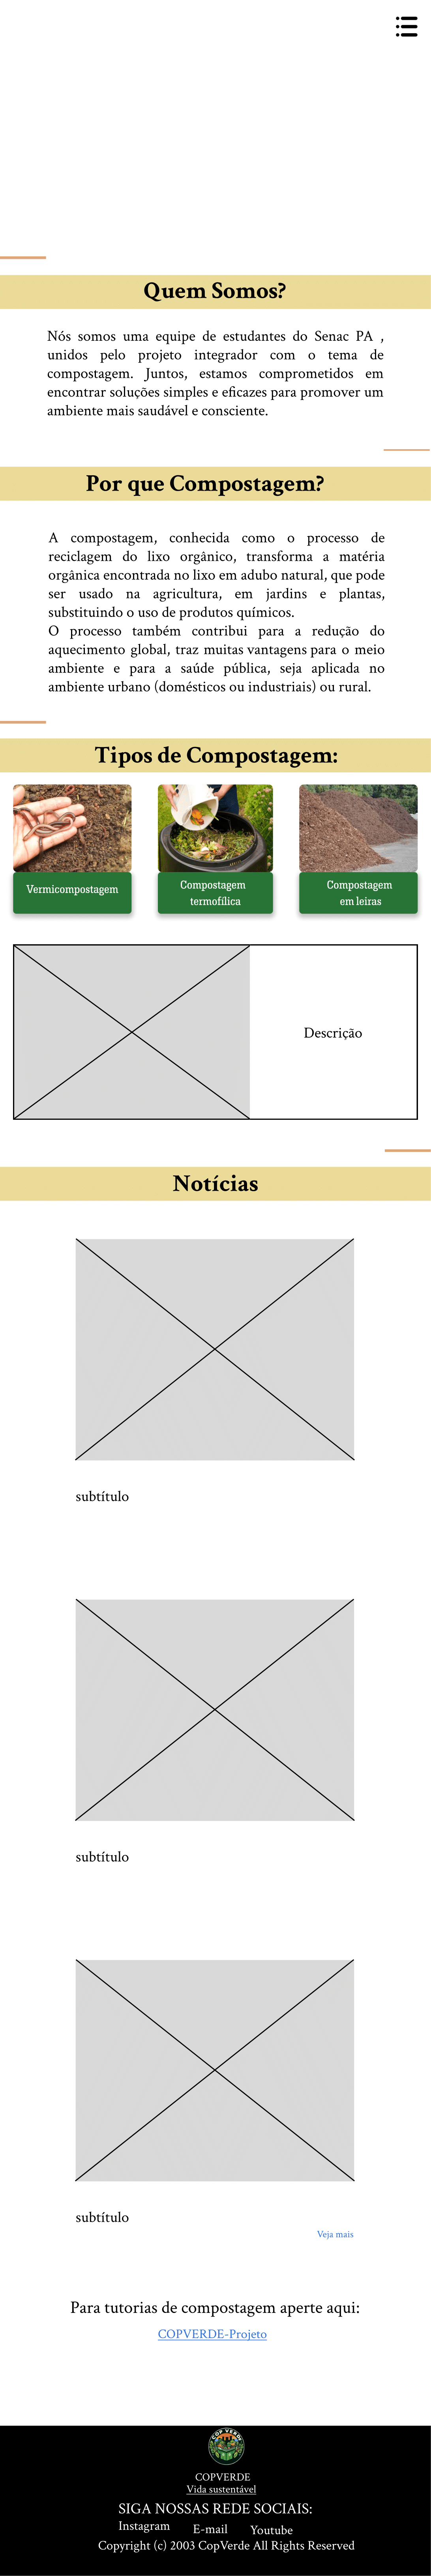 Quem Somos?
Nós somos uma equipe de estudantes do Senac PA ,
unidos pelo projeto integrador com o tema de
compostagem. Juntos, estamos comprometidos em
encontrar soluções simples e eficazes para promover um
ambiente mais saudável e consciente.
Por que Compostagem?
A compostagem, conhecida como o processo de
reciclagem do lixo orgânico, transforma a matéria
orgânica encontrada no lixo em adubo natural, que pode
ser usado na agricultura, em jardins e plantas,
substituindo o uso de produtos químicos.
O processo também contribui para a redução do
aquecimento global, traz muitas vantagens para o meio
ambiente e para a saúde pública, seja aplicada no
ambiente urbano (domésticos ou industriais) ou rural.
Tipos de Compostagem:
Vermicompostagem
Compostagem
termofílica
Compostagem
em leiras
Descrição
Notícias
subtítulo
subtítulo
subtítulo
Veja mais
Para tutorias de compostagem aperte aqui:
COPVERDE-Projeto
COP VERDE
COPVERDE
Vida sustentável
SIGA NOSSAS REDE SOCIAIS:
Instagram E-mail Youtube
Copyright (c) 2003 CopVerde All Rights Reserved